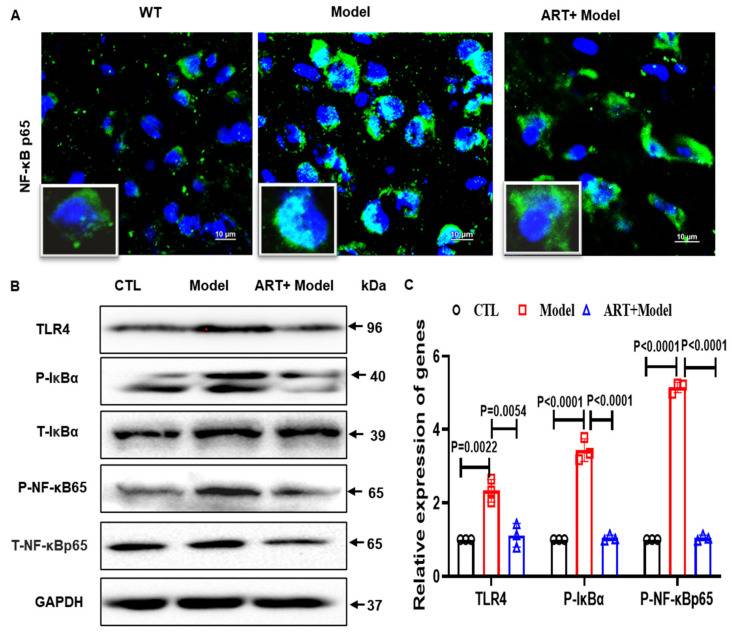 A
WT
Model
ART+ Model
NF-κB p65
10 μm
10 μm
10 μm
B
CTL
Model
ART+ Model
kDa
TLR4
96
P-IκBα
40
T-IκBα
39
P-NF-κB65
65
T-NF-κBp65
65
GAPDH
37
C
CTL
Model
ART+Model
Relative expression of genes
6
4
2
0
P=0.0022
P=0.0054
P<0.0001
P<0.0001
P<0.0001
P<0.0001
TLR4
P-IκBα
P-NF-κBp65